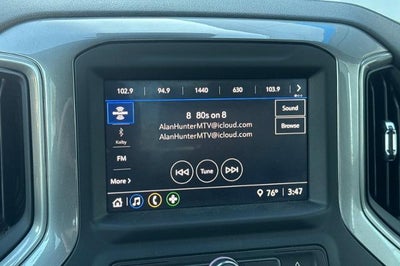 102.9 94.9 1440 630 103.9
8 80s on 8
AlanHunterMTV@icloud.com
AlanHunterMTV@icloud.com
Sound
Browse
Kelby
FM
Tune
More >
76° 3:47